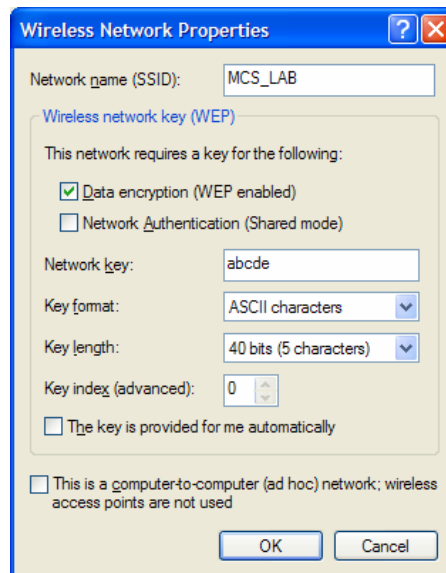 Wireless Network Properties
Network name (SSID): MCS_LAB
Wireless network key (WEP)
This network requires a key for the following:
Data encryption (WEP enabled)
Network Authentication (Shared mode)
Network key: abcde
Key format: ASCII characters
Key length: 40 bits (5 characters)
Key index (advanced): 0
The key is provided for me automatically
This is a computer-to-computer (ad hoc) network; wireless
access points are not used
OK Cancel